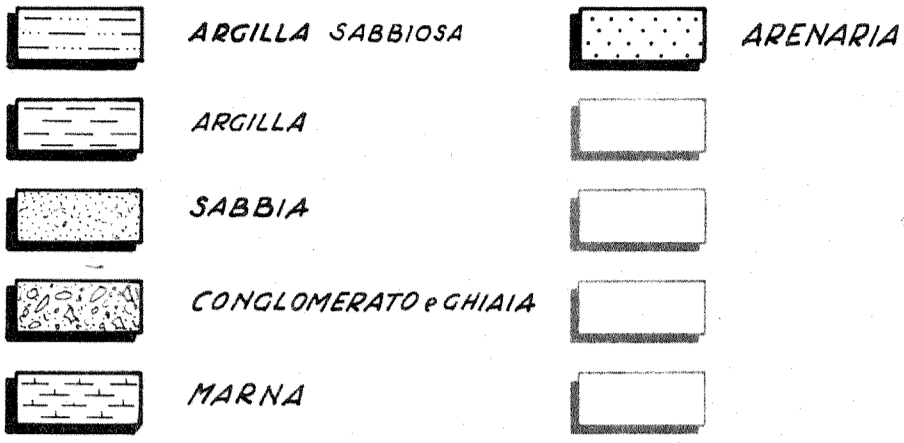 ARGILLA SABBIOSA
ARGILLA
SABBIA
CONGLOMERATO e GHIAIA
MARNA
ARENARIA